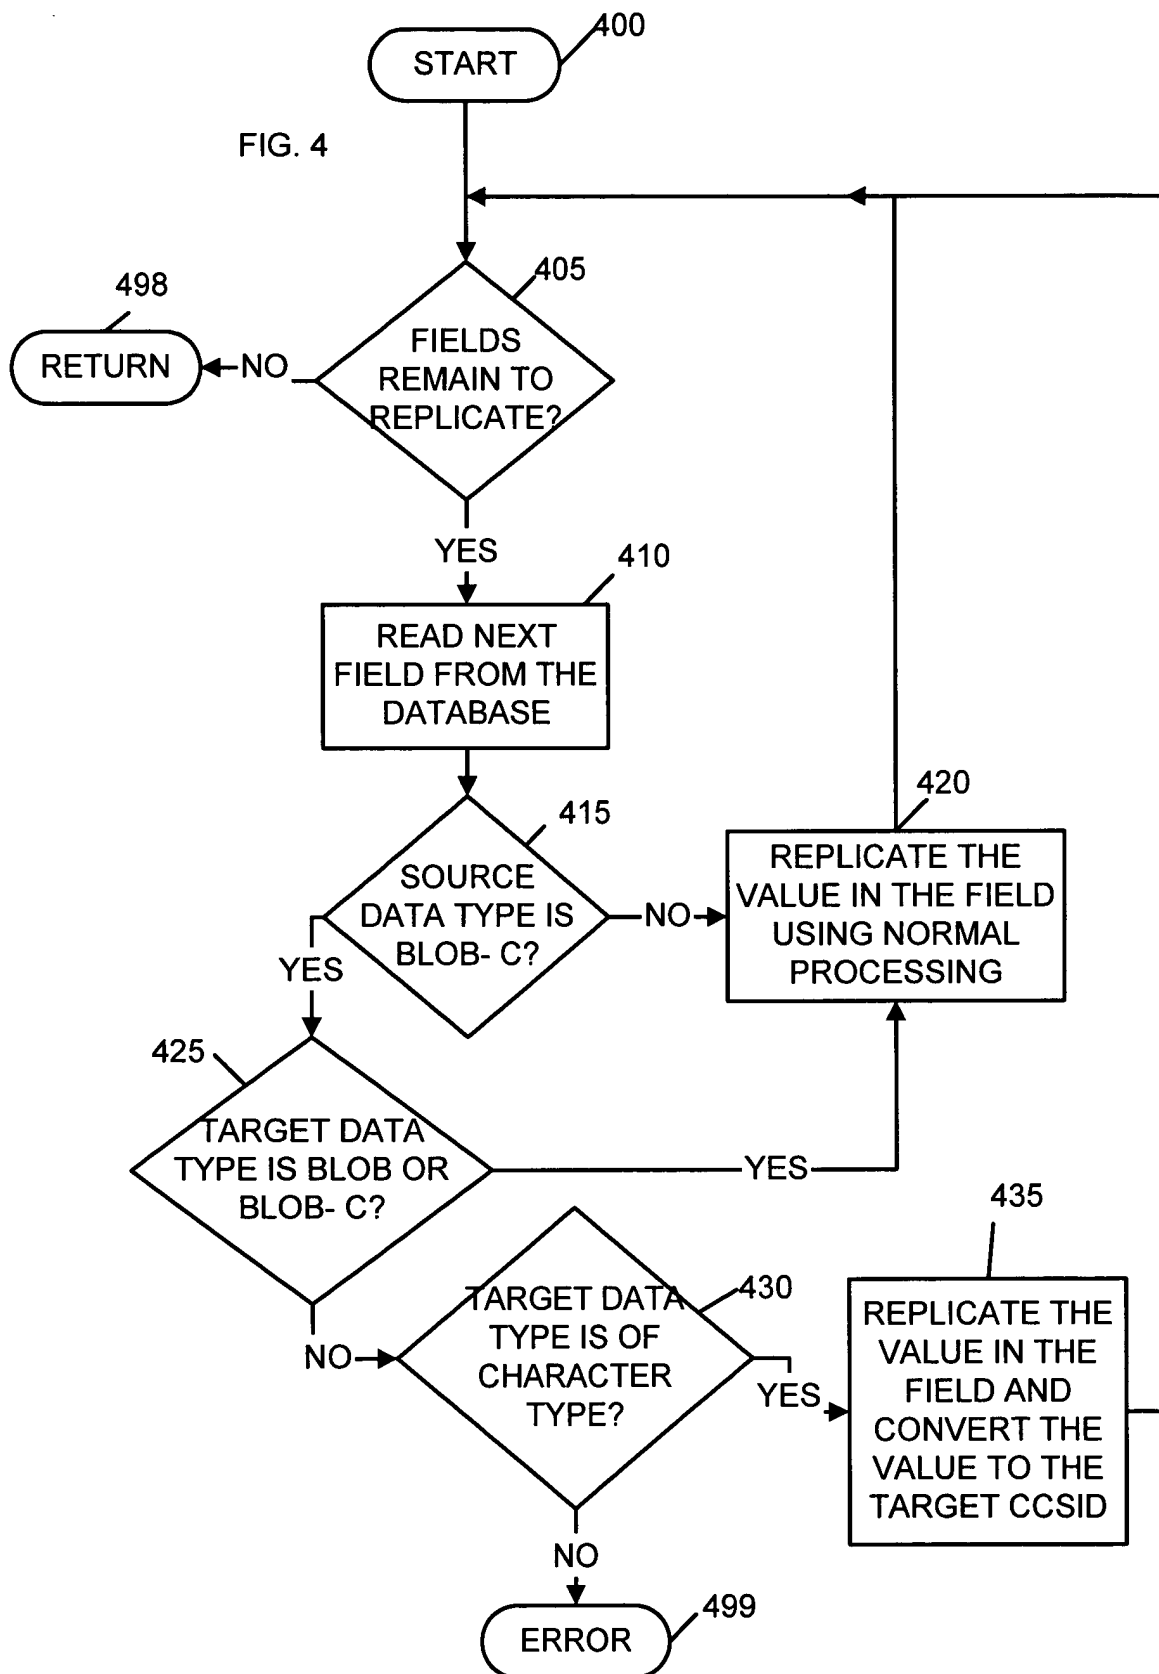 400
START
FIG. 4
405
498
FIELDS
REMAIN TO
REPLICATE?
RETURN
NO
YES
410
READ NEXT
FIELD FROM THE
DATABASE
415
420
SOURCE
DATA TYPE IS
BLOB- C?
NO
REPLICATE THE
VALUE IN THE FIELD
USING NORMAL
PROCESSING
YES
425
TARGET DATA
TYPE IS BLOB OR
BLOB- C?
YES
435
430
TARGET DATA
TYPE IS OF
CHARACTER
TYPE?
NO
YES
REPLICATE THE
VALUE IN THE
FIELD AND
CONVERT THE
VALUE TO THE
TARGET CCSID
NO
499
ERROR